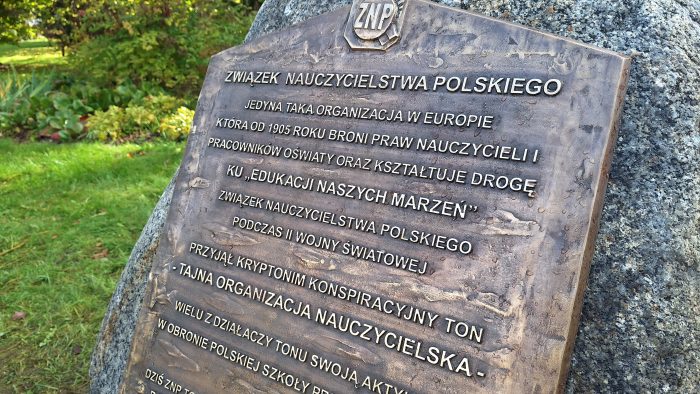 ZNP
ZWIĄZEK NAUCZYCIELSTWA POLSKIEGO
JEDYNA TAKA ORGANIZACJA W EUROPIE
KTÓRA OD 1905 ROKU BRONI PRAW NAUCZYCIELI I
PRACOWNIKÓW OŚWIATY ORAZ KSZTAŁTUJE DROGĘ
KU „EDUKACJI NASZYCH MARZEŃ”
ZWIĄZEK NAUCZYCIELSTWA POLSKIEGO
PODCZAS II WOJNY ŚWIATOWEJ
PRZYJĄŁ KRYPTONIM KONSPIRACYJNY TON
- TAJNA ORGANIZACJA NAUCZYCIELSKA -
WIELU Z DZIAŁACZY TONU SWOJĄ
W OBRONIE POLSKIEJ SZKOŁY
DZIŚ ZNP